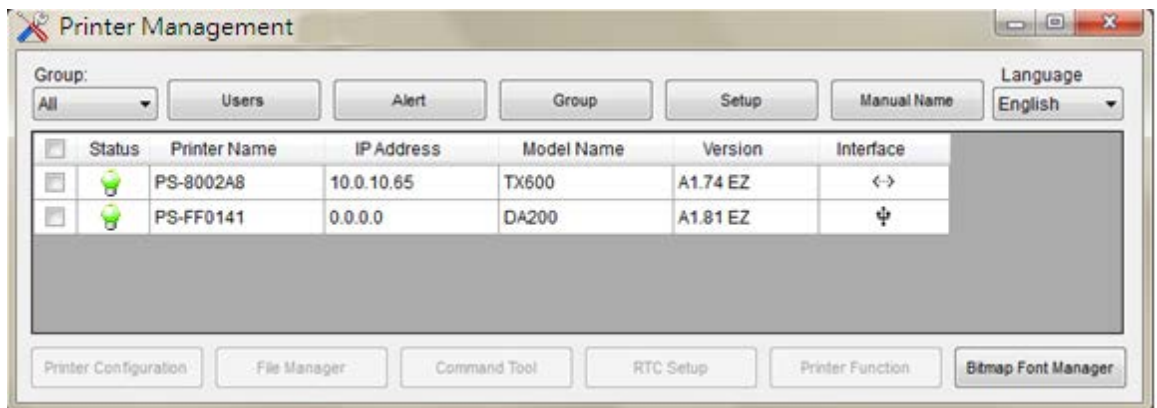 Printer Management
Group:
Language
All Users Alert Group Setup Manual Name English
Status Printer Name IP Address Model Name Version Interface
PS-8002A8 10.0.10.65 TX600 A1.74 EZ
PS-FF0141 0.0.0.0 DA200 A1.81 EZ
Printer Configuration File Manager Command Tool RTC Setup Printer Function Bitmap Font Manager